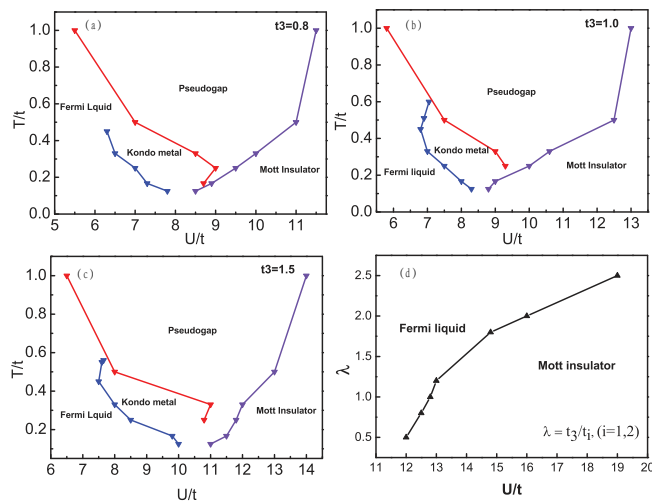 (a)
t3=0.8
1.0
0.8
0.6
0.4
0.2
0.0
T/t
Pseudogap
Fermi Lquid
Kondo metal
Mott Insulator
5 6 7 8 9 10 11 12
U/t
(b)
t3=1.0
1.0
0.8
0.6
0.4
0.2
0.0
T/t
Pseudogap
Kondo metal
Fermi liquid
Mott Insulator
6 7 8 9 10 11 12 13
U/t
(c)
t3=1.5
1.0
0.8
0.6
0.4
0.2
T/t
Pseudogap
Kondo metal
Fermi Lquid
Mott Insulator
6 7 8 9 10 11 12 13 14
U/t
(d)
2.5
2.0
1.5
1.0
0.5
λ
Fermi liquid
Mott insulator
λ = t3/ti, (i=1,2)
11 12 13 14 15 16 17 18 19 20
U/t